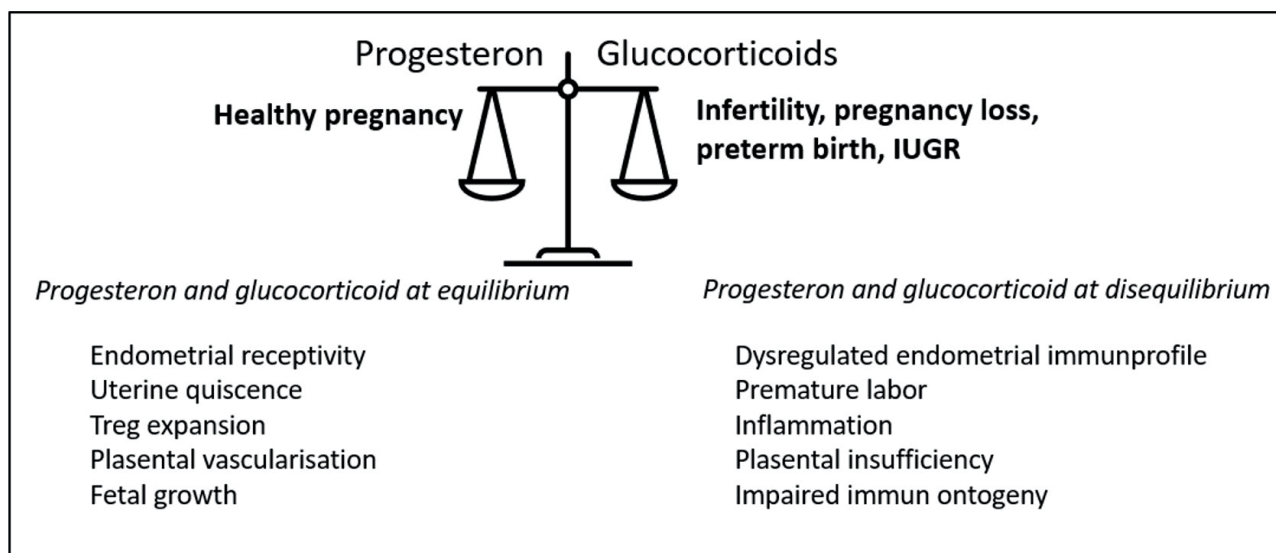 Progesteron Glucocorticoids
Healthy pregnancy
Infertility, pregnancy loss,
preterm birth, IUGR
Progesteron and glucocorticoid at equilibrium
Endometrial receptivity
Uterine quiscence
Treg expansion
Plasental vascularisation
Fetal growth
Progesteron and glucocorticoid at disequilibrium
Dysregulated endometrial immunprofile
Premature labor
Inflammation
Plasental insufficiency
Impaired immun ontogeny